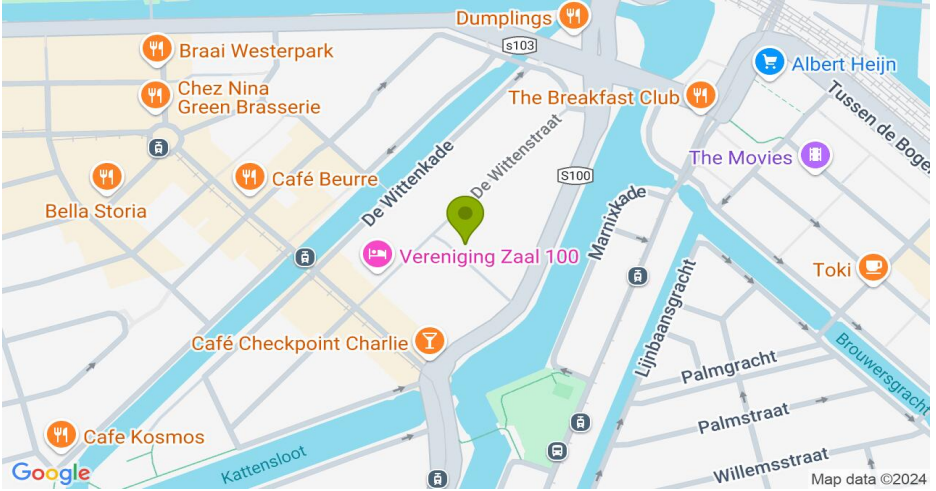 Dumplings
s103
Braai Westerpark
Albert Heijn
Chez Nina
Green Brasserie
The Breakfast Club
Tussen de Bogen
De Wittenstraat
The Movies
De Wittenkade
S100
Café Beurre
Bella Storia
Marnixkade
Vereniging Zaal 100
Toki
Lijnbaansgracht
Café Checkpoint Charlie
Brouwersgracht
Palmgracht
Palmstraat
Cafe Kosmos
Kattensloot
Willemsstraat
Google
Map data ©2024